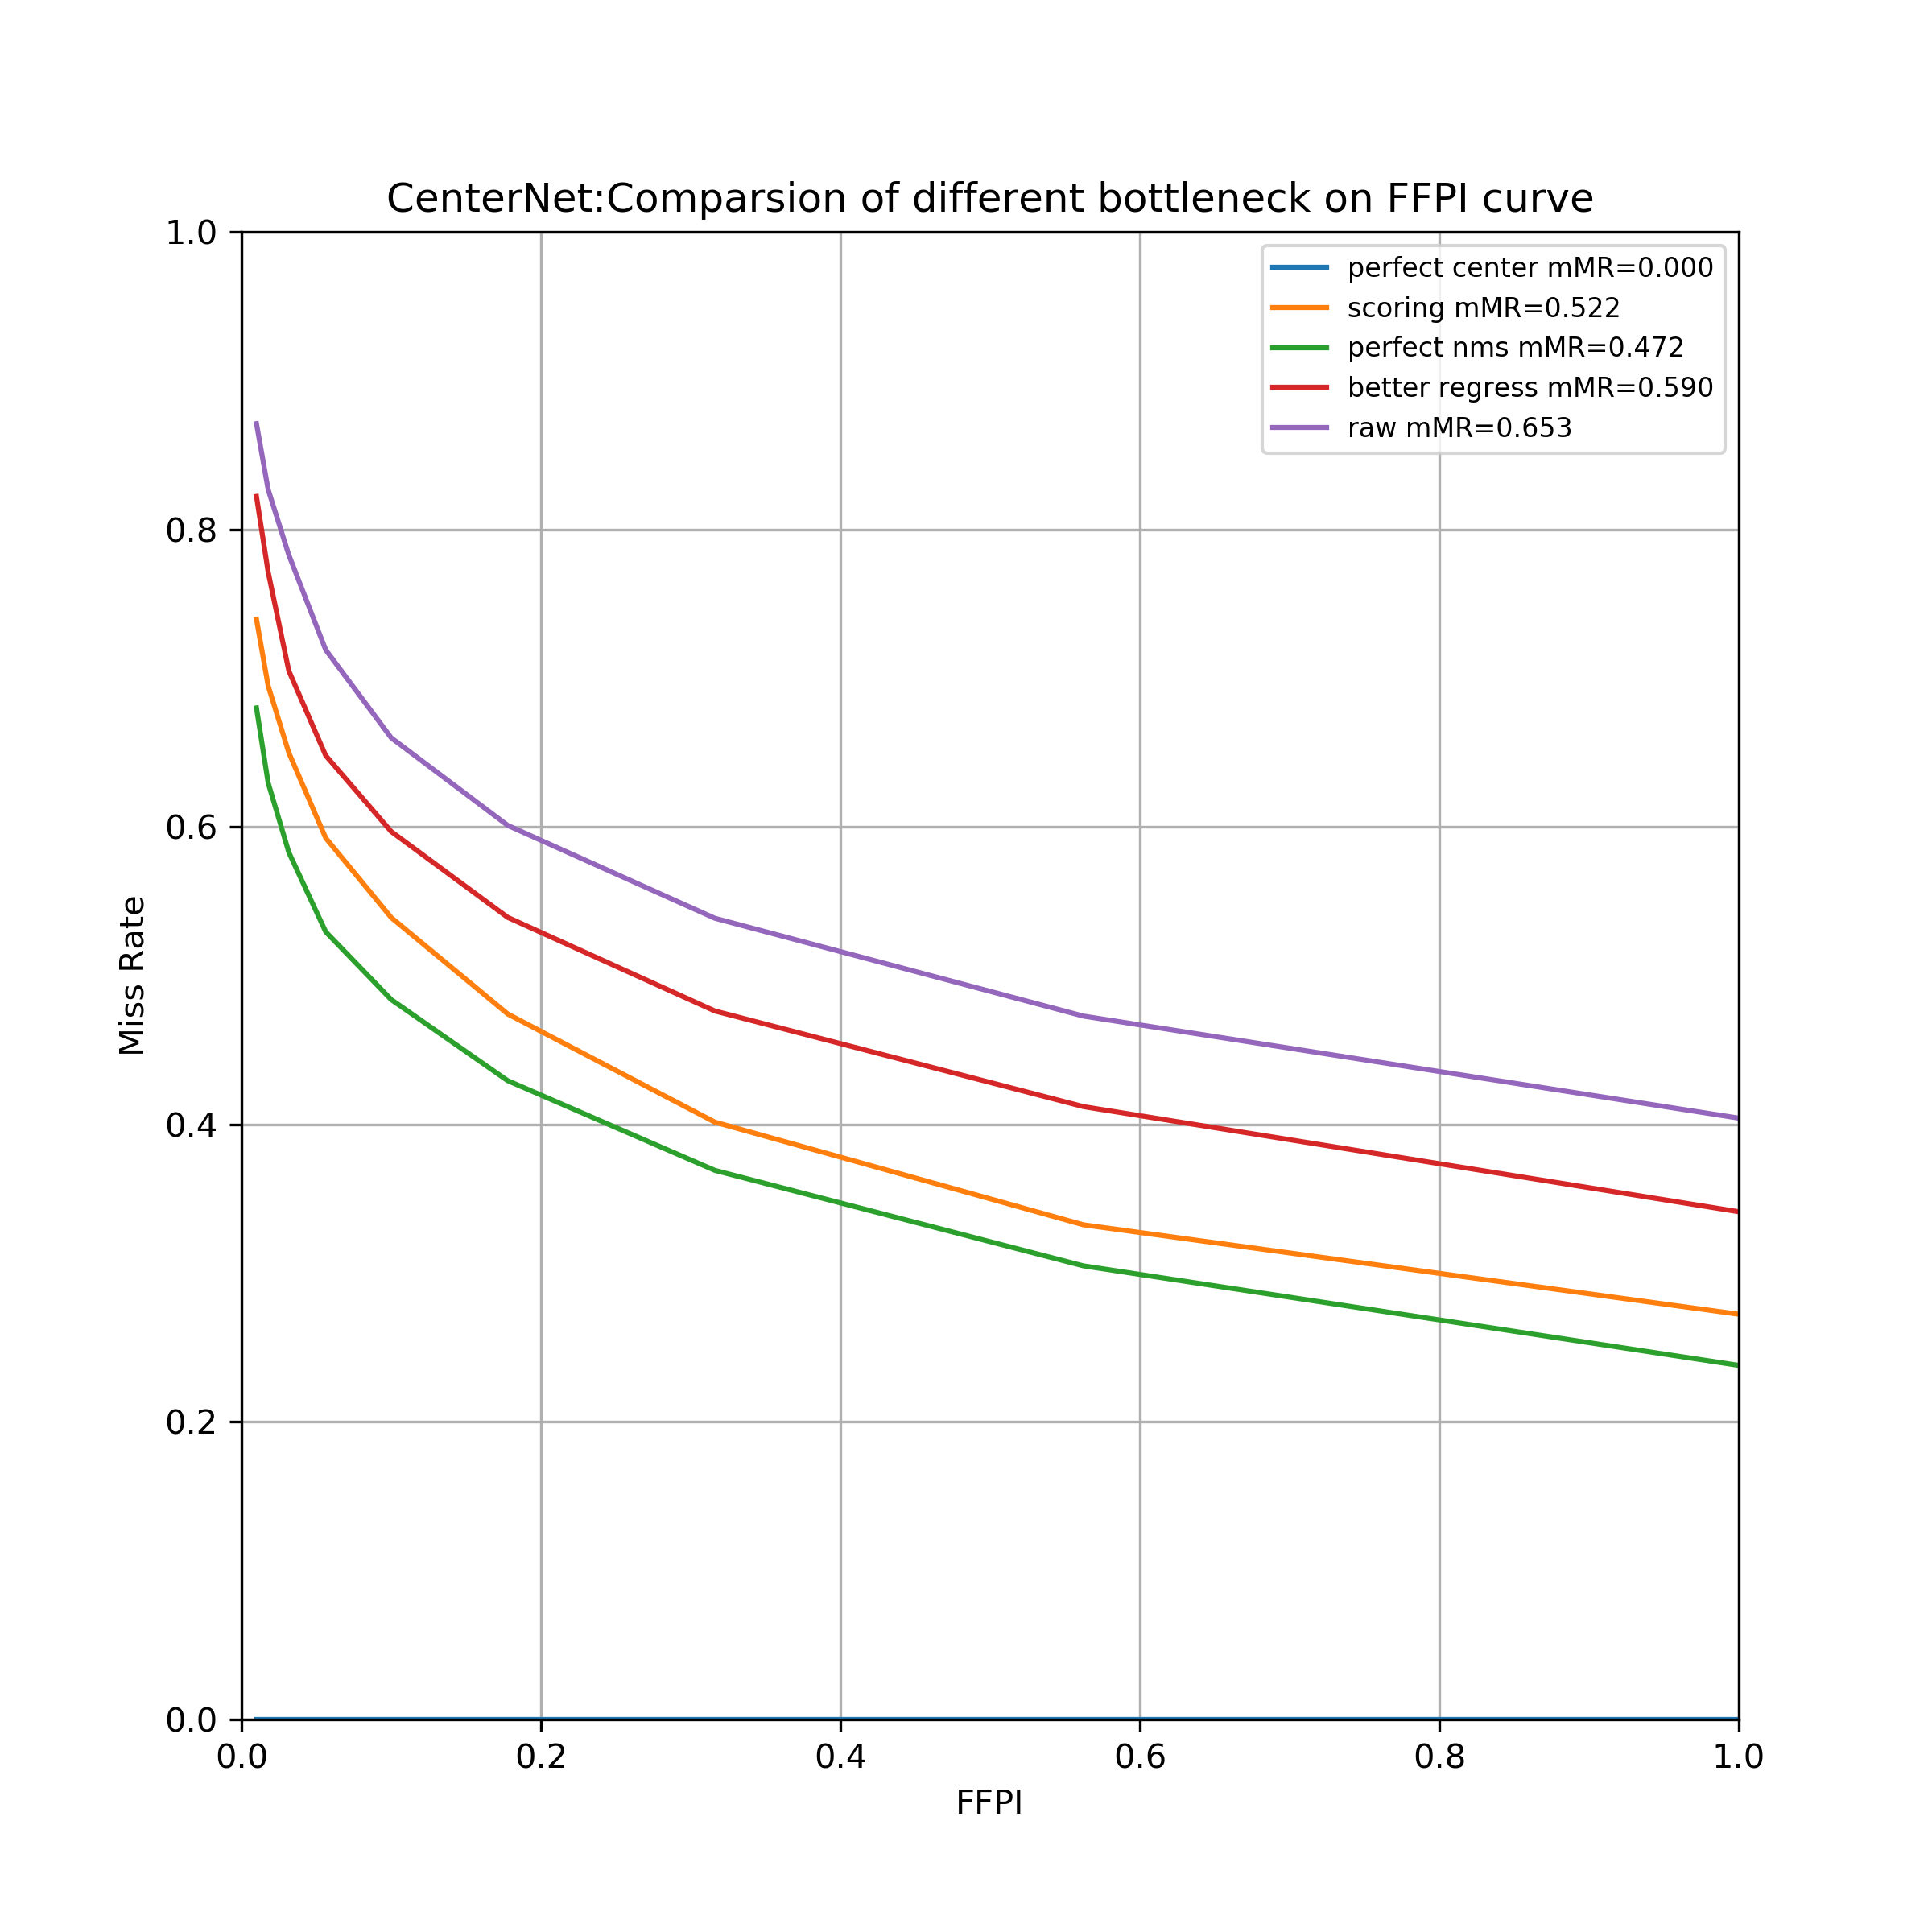 CenterNet:Comparsion of different bottleneck on FFPI curve
perfect center mMR=0.000
scoring mMR=0.522
perfect nms mMR=0.472
better regress mMR=0.590
raw mMR=0.653
Miss Rate
1.0
0.8
0.6
0.4
0.2
0.0
0.0 0.2 0.4 0.6 0.8 1.0
FFPI